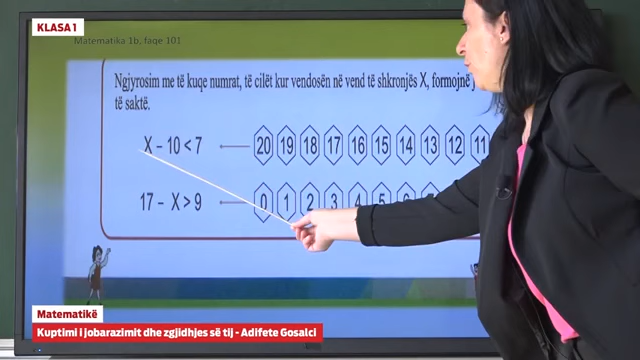 KLASA 1
Matematika 1b, faqe 101
Ngjyrosim me të kuqe numrat, të cilët kur vendosën në vend të shkronjës X, formojnë
të saktë.
X – 10 < 7 20 19 18 17 16 15 14 13 12 11
17 – X > 9 0 1 2 3 4 5 6
Matematikë
Kuptimi i jobarazimit dhe zgjidhjes së tij - Adifete Gosalci